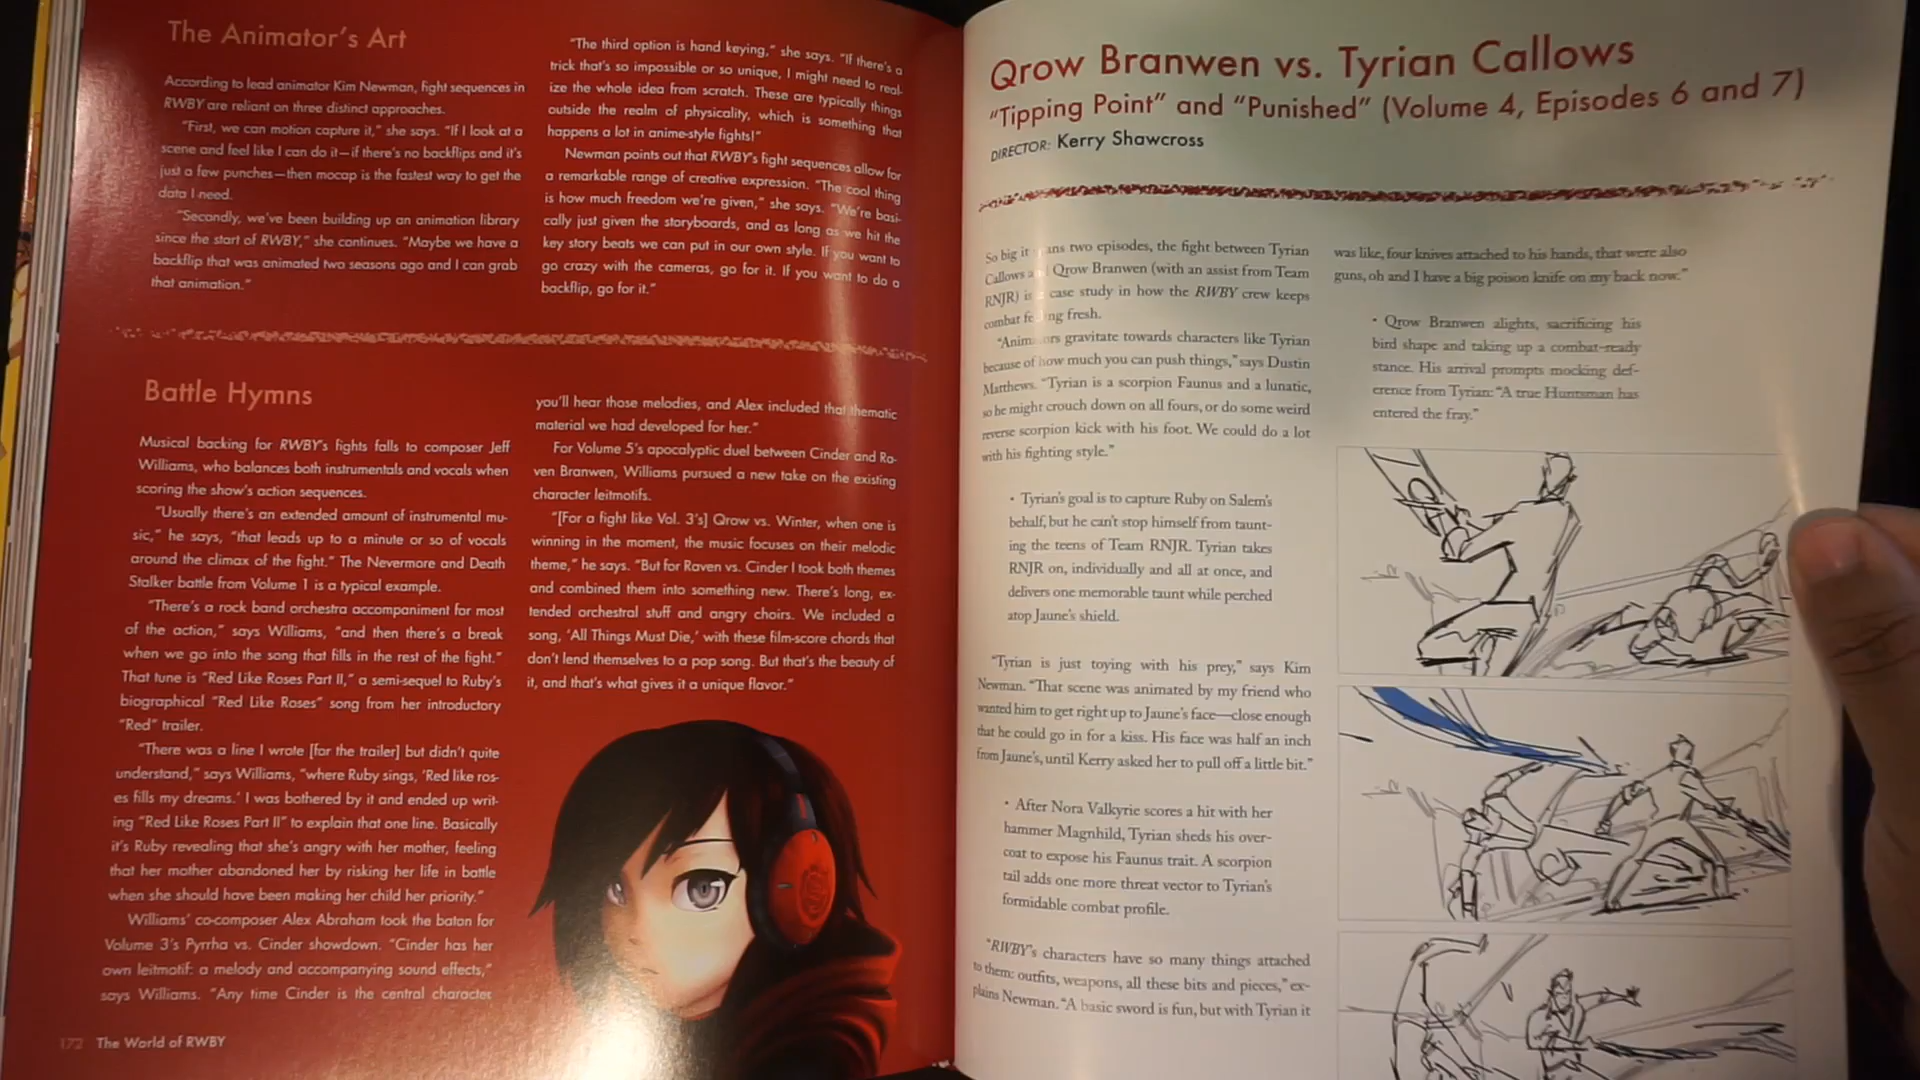 The Animator's Art
According to lead animator Kim Newman, fight sequences in
RWBY are reliant on three distinct approaches.
"First, we can motion capture it," she says. "If I look at a
scene and feel like I can do it—if there's no backflips and it's
just a few punches—then mocap is the fastest way to get the
data I need.
"Secondly, we've been building up an animation library
since the start of RWBY," she continues. "Maybe we have a
backflip that was animated two seasons ago and I can grab
that animation."
"The third option is hand keying," she says. "If there's a
trick that's so impossible or so unique, I might need to real-
ize the whole idea from scratch. These are typically things
outside the realm of physicality, which is something that
happens a lot in anime-style fights!"
Newman points out that RWBY's fight sequences allow for
a remarkable range of creative expression. "The cool thing
is how much freedom we're given," she says. "We're basi-
cally just given the storyboards, and as long as we hit the
key story beats we can put in our own style. If you want to
go crazy with the cameras, go for it. If you want to do a
backflip, go for it."
Battle Hymns
Musical backing for RWBY's fights falls to composer Jeff
Williams, who balances both instrumentals and vocals when
scoring the show's action sequences.
"Usually there's an extended amount of instrumental mu-
sic," he says, "that leads up to a minute or so of vocals
around the climax of the fight." The Nevermore and Death
Stalker battle from Volume 1 is a typical example.
"There's a rock band orchestra accompaniment for most
of the action," says Williams, "and then there's a break
when we go into the song that fills in the rest of the fight."
That tune is "Red Like Roses Part II," a semi-sequel to Ruby's
biographical "Red Like Roses" song from her introductory
"Red" trailer.
"There was a line I wrote [for the trailer] but didn't quite
understand," says Williams, "where Ruby sings, 'Red like ros-
es fills my dreams.' I was bothered by it and ended up writ-
ing "Red Like Roses Part II" to explain that one line. Basically
it's Ruby revealing that she's angry with her mother, feeling
that her mother abandoned her by risking her life in battle
when she should have been making her child her priority."
Williams' co-composer Alex Abraham took the baton for
Volume 3's Pyrrha vs. Cinder showdown. "Cinder has her
own leitmotif: a melody and accompanying sound effects,"
says Williams. "Any time Cinder is the central character
you'll hear those melodies, and Alex included that thematic
material we had developed for her."
For Volume 5's apocalyptic duel between Cinder and Ra-
ven Branwen, Williams pursued a new take on the existing
character leitmotifs.
"[For a fight like Vol. 3's] Qrow vs. Winter, when one is
winning in the moment, the music focuses on their melodic
theme," he says. "But for Raven vs. Cinder I took both themes
and combined them into something new. There's long, ex-
tended orchestral stuff and angry choirs. We included a
song, 'All Things Must Die,' with these film-score chords that
don't lend themselves to a pop song. But that's the beauty of
it, and that's what gives it a unique flavor."
172 The World of RWBY
Qrow Branwen vs. Tyrian Callows
"Tipping Point" and "Punished" (Volume 4, Episodes 6 and 7)
DIRECTOR: Kerry Shawcross
So big it ans two episodes, the fight between Tyrian
Callows Qrow Branwen (with an assist from Team
RNJR) is case study in how the RWBY crew keeps
combat fe ng fresh.
"Anim ors gravitate towards characters like Tyrian
because of how much you can push things," says Dustin
Matthews. "Tyrian is a scorpion Faunus and a lunatic,
so he might crouch down on all fours, or do some weird
reverse scorpion kick with his foot. We could do a lot
with his fighting style."
• Tyrian's goal is to capture Ruby on Salem's
behalf, but he can't stop himself from taunt-
ing the teens of Team RNJR. Tyrian takes
RNJR on, individually and all at once, and
delivers one memorable taunt while perched
atop Jaune's shield.
"Tyrian is just toying with his prey," says Kim
Newman. "That scene was animated by my friend who
wanted him to get right up to Jaune's face—close enough
that he could go in for a kiss. His face was half an inch
from Jaune's, until Kerry asked her to pull off a little bit."
• After Nora Valkyrie scores a hit with her
hammer Magnhild, Tyrian sheds his over-
coat to expose his Faunus trait. A scorpion
tail adds one more threat vector to Tyrian's
formidable combat profile.
"RWBY's characters have so many things attached
to them: outfits, weapons, all these bits and pieces," ex-
plains Newman. "A basic sword is fun, but with Tyrian it
was like, four knives attached to his hands, that were also
guns, oh and I have a big poison knife on my back now."
• Qrow Branwen alights, sacrificing his
bird shape and taking up a combat-ready
stance. His arrival prompts mocking def-
erence from Tyrian: "A true Huntsman has
entered the fray."